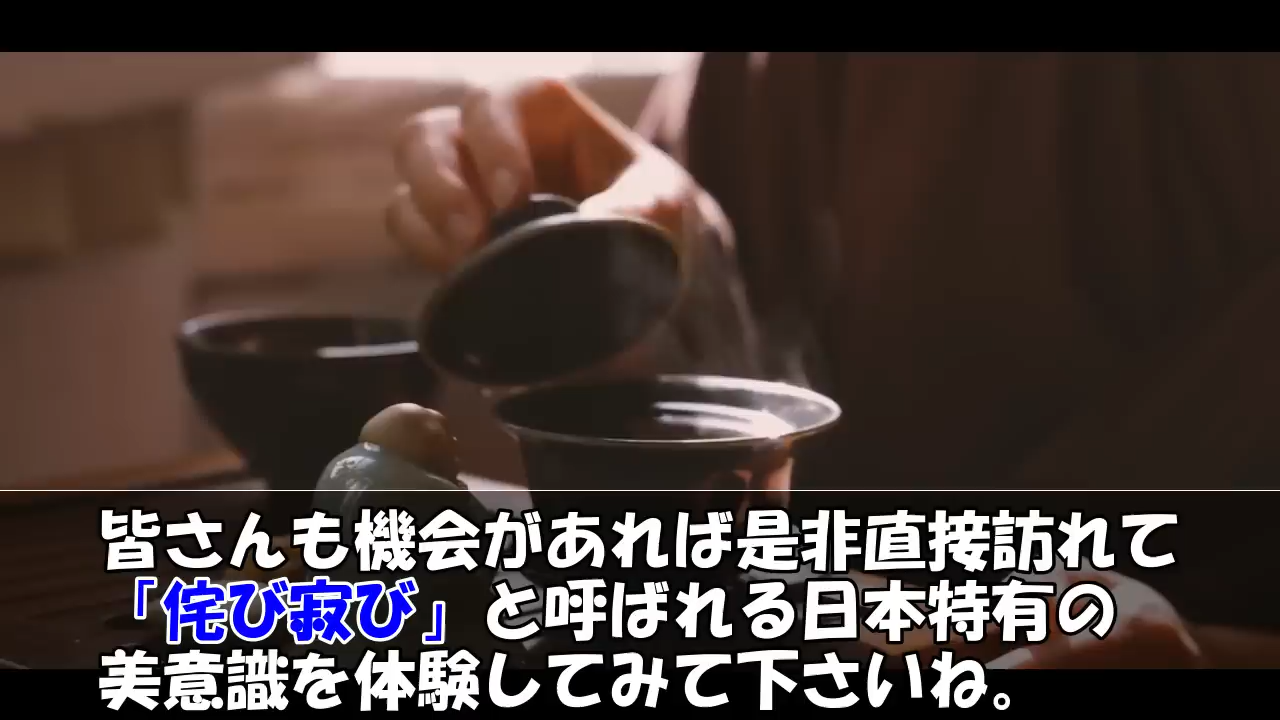 皆さんも機会があれば是非直接訪れて
「侘び寂び」と呼ばれる日本特有の
美意識を体験してみて下さいね。